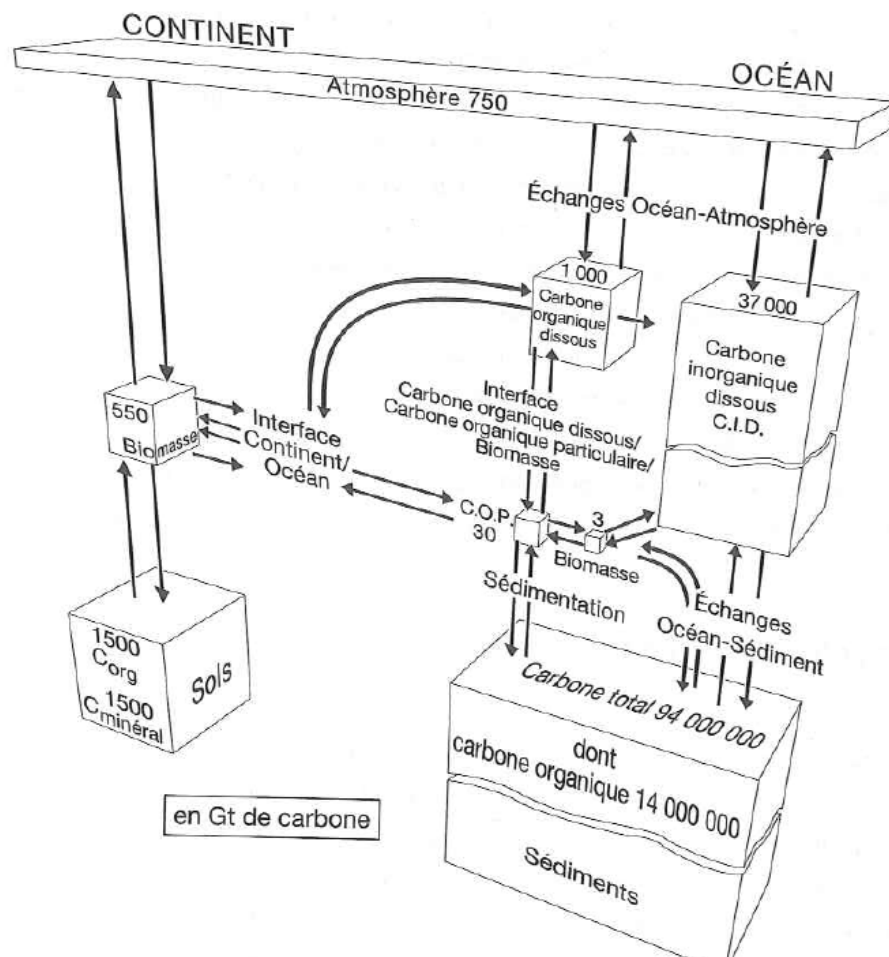 CONTINENT
OCÉAN
Atmosphère 750
Échanges Océan-Atmosphère
1 000
Carbone
organique
dissous
37 000
Carbone
inorganique
dissous
C.I.D.
550
Biomasse
Interface
Continent/
Océan
Interface
Carbone organique dissous/
Carbone organique particulaire/
Biomasse
C.O.P.
30
3
Biomasse
Sédimentation
Échanges
Océan-Sédiment
1500
Corg
1500
Cminéral
Sols
Carbone total 94 000 000
dont
carbone organique 14 000 000
Sédiments
en Gt de carbone